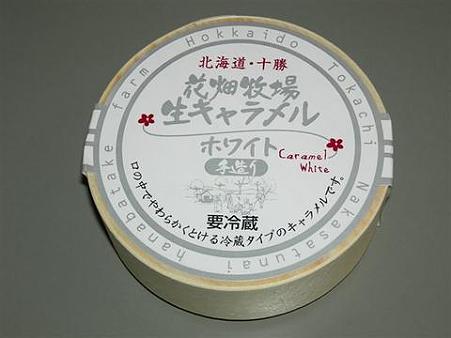 北海道・十勝
花畑牧場
生キャラメル
ホワイト
Caramel
White
手造り
要冷蔵
口の中でやわらかくとける冷蔵タイプのキャラメルです。
hanabatake farm Hokkaido Tokachi Nakasatsunai